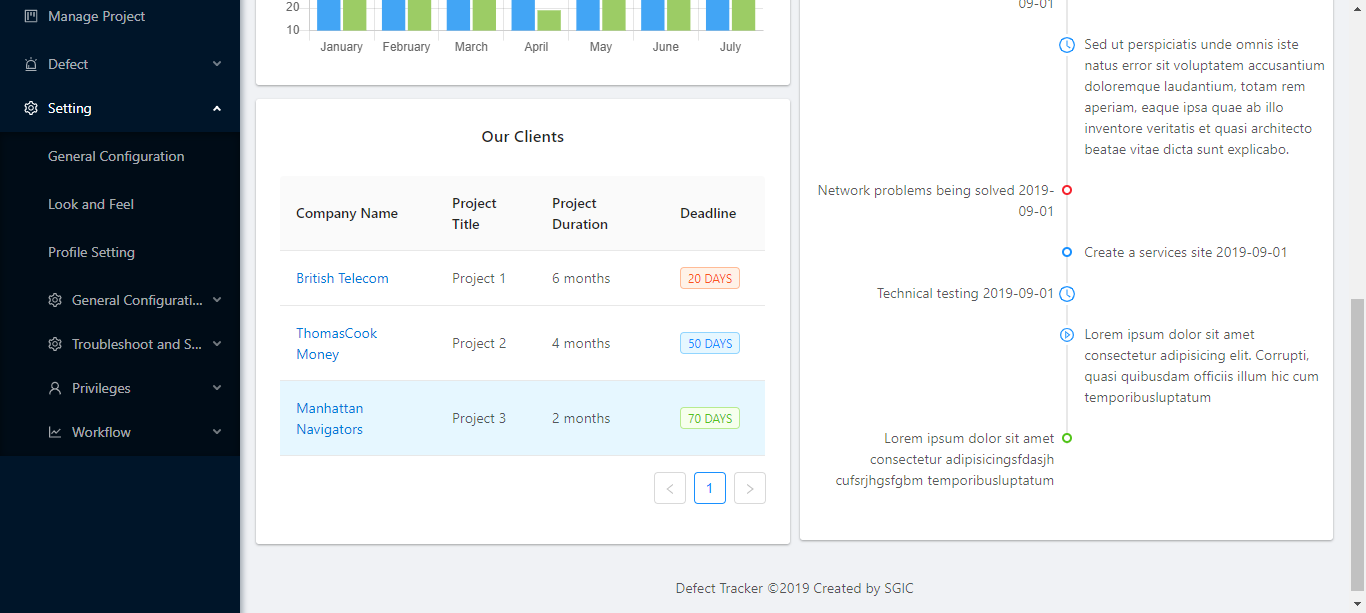 Manage Project
Defect
Setting
General Configuration
Look and Feel
Profile Setting
General Configurati...
Troubleshoot and S...
Privileges
Workflow
20
10
January February March April May June July
Our Clients
Company Name
Project
Title
Project
Duration
Deadline
British Telecom Project 1 6 months 20 DAYS
ThomasCook
Money
Project 2 4 months 50 DAYS
Manhattan
Navigators
Project 3 2 months 70 DAYS
< 1 >
09-01
Sed ut perspiciatis unde omnis iste
natus error sit voluptatem accusantium
doloremque laudantium, totam rem
aperiam, eaque ipsa quae ab illo
inventore veritatis et quasi architecto
beatae vitae dicta sunt explicabo.
Network problems being solved 2019-
09-01
Create a services site 2019-09-01
Technical testing 2019-09-01
Lorem ipsum dolor sit amet
consectetur adipisicing elit. Corrupti,
quasi quibusdam officiis illum hic cum
temporibusluptatum
Lorem ipsum dolor sit amet
consectetur adipisicingsfdasjh
cufsrjhgsfgbm temporibusluptatum
Defect Tracker ©2019 Created by SGIC